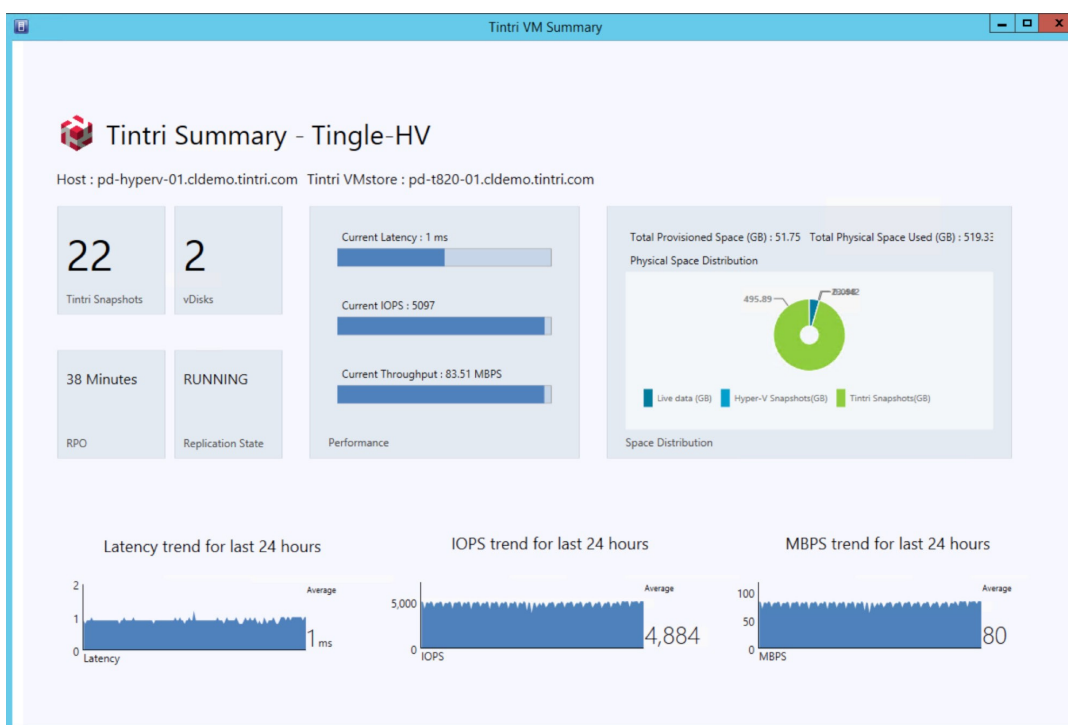 Tintri VM Summary
Tintri Summary - Tingle-HV
Host : pd-hyperv-01.cldemo.tintri.com Tintri VMstore : pd-t820-01.cldemo.tintri.com
22
Tintri Snapshots
2
vDisks
38 Minutes
RPO
RUNNING
Replication State
Current Latency : 1 ms
Current IOPS : 5097
Current Throughput : 83.51 MBPS
Performance
Total Provisioned Space (GB) : 51.75 Total Physical Space Used (GB) : 519.33
Physical Space Distribution
495.89
Live data (GB) Hyper-V Snapshots(GB) Tintri Snapshots(GB)
Space Distribution
Latency trend for last 24 hours
2
1
0
Latency
Average
1 ms
IOPS trend for last 24 hours
5,000
0
IOPS
Average
4,884
MBPS trend for last 24 hours
100
50
0
MBPS
Average
80